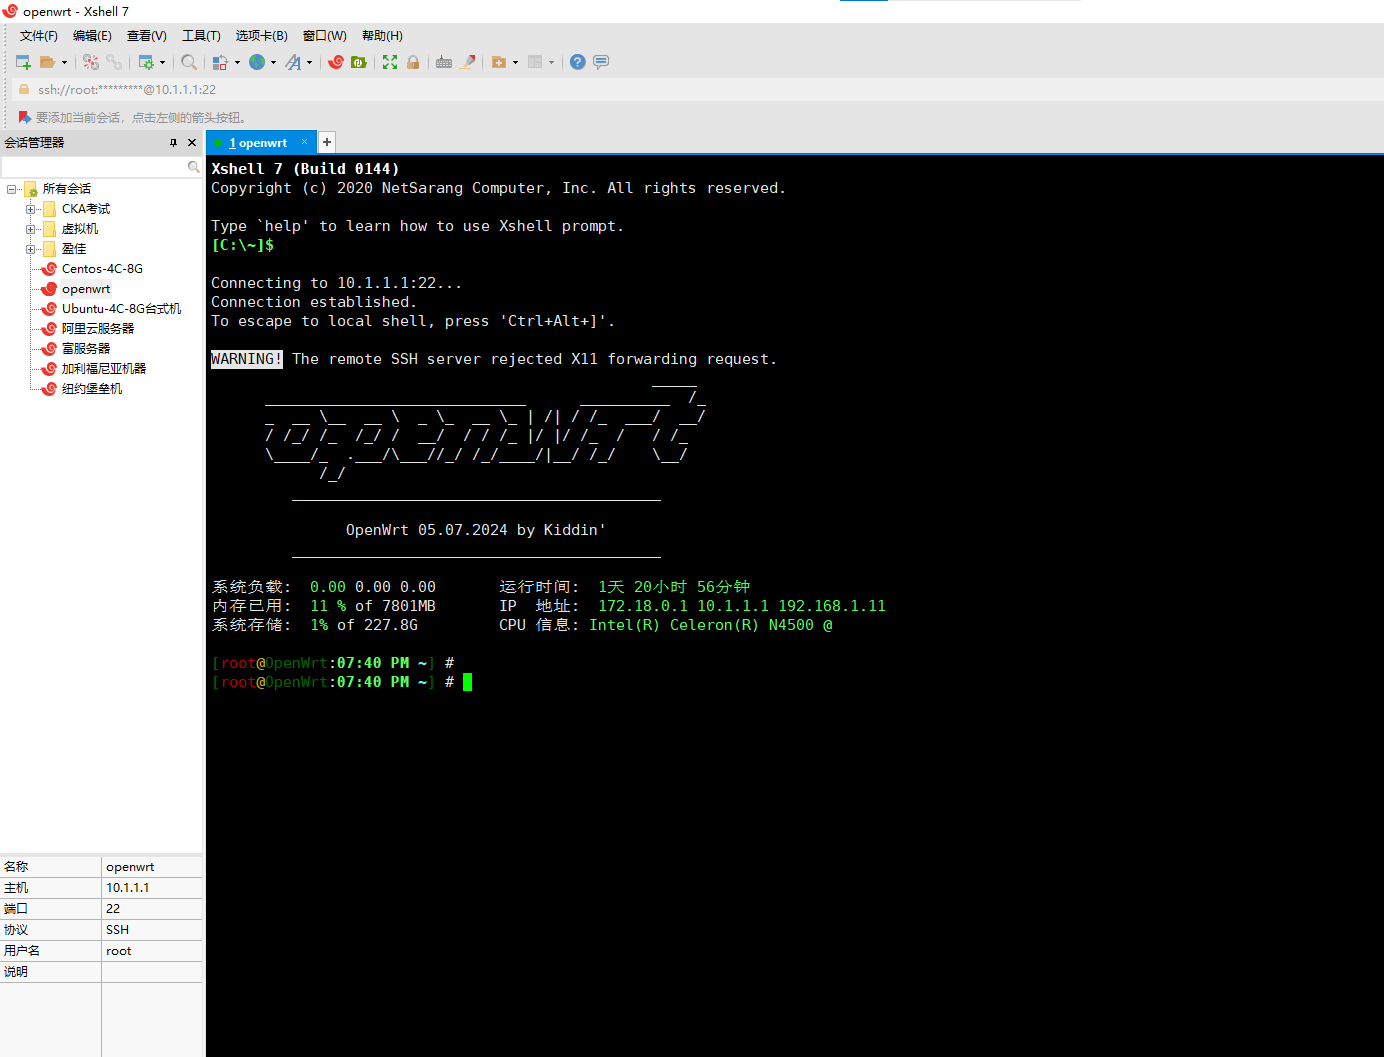 openwrt - Xshell 7
文件(F) 编辑(E) 查看(V) 工具(T) 选项卡(B) 窗口(W) 帮助(H)
ssh://root:*********@10.1.1.1:22
要添加当前会话，点击左侧的箭头按钮。
会话管理器
所有会话
CKA考试
虚拟机
盈佳
Centos-4C-8G
openwrt
Ubuntu-4C-8G台式机
阿里云服务器
富服务器
加利福尼亚机器
纽约堡垒机
名称 openwrt
主机 10.1.1.1
端口 22
协议 SSH
用户名 root
说明
1 openwrt × +
Xshell 7 (Build 0144)
Copyright (c) 2020 NetSarang Computer, Inc. All rights reserved.
Type `help' to learn how to use Xshell prompt.
[C:\~]$
Connecting to 10.1.1.1:22...
Connection established.
To escape to local shell, press 'Ctrl+Alt+]'.
WARNING! The remote SSH server rejected X11 forwarding request.
openwrt
OpenWrt 05.07.2024 by Kiddin'
系统负载: 0.00 0.00 0.00 运行时间: 1天 20小时 56分钟
内存已用: 11 % of 7801MB IP 地址: 172.18.0.1 10.1.1.1 192.168.1.11
系统存储: 1% of 227.8G CPU 信息: Intel(R) Celeron(R) N4500 @
[root@OpenWrt:07:40 PM ~] #
[root@OpenWrt:07:40 PM ~] #